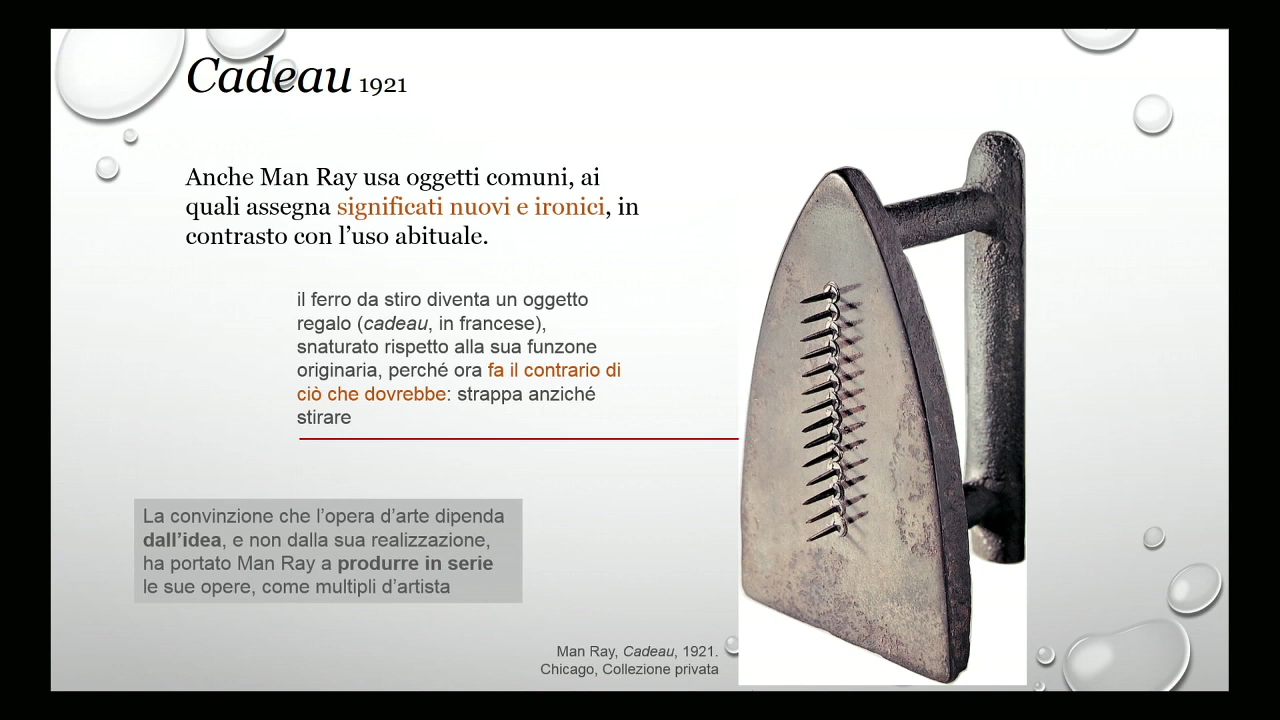 Cadeau 1921
Anche Man Ray usa oggetti comuni, ai
quali assegna significati nuovi e ironici, in
contrasto con l’uso abituale.
il ferro da stiro diventa un oggetto
regalo (cadeau, in francese),
snaturato rispetto alla sua funzone
originaria, perché ora fa il contrario di
ciò che dovrebbe: strappa anziché
stirare
La convinzione che l’opera d’arte dipenda
dall’idea, e non dalla sua realizzazione,
ha portato Man Ray a produrre in serie
le sue opere, come multipli d’artista
Man Ray, Cadeau, 1921.
Chicago, Collezione privata